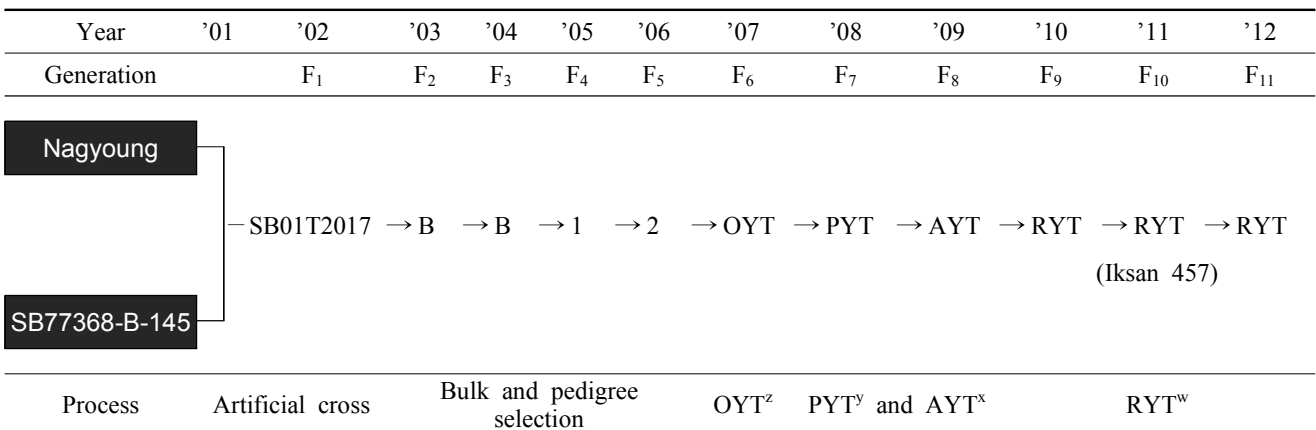 Year ’01 ’02 ’03 ’04 ’05 ’06 ’07 ’08 ’09 ’10 ’11 ’12
Generation F₁ F₂ F₃ F₄ F₅ F₆ F₇ F₈ F₉ F₁₀ F₁₁
Nagyoung
SB01T2017 → B → B → 1 → 2 → OYT → PYT → AYT → RYT → RYT → RYT
(Iksan 457)
SB77368-B-145
Process Artificial cross Bulk and pedigree selection OYTᶻ PYTʸ and AYTˣ RYTʷ